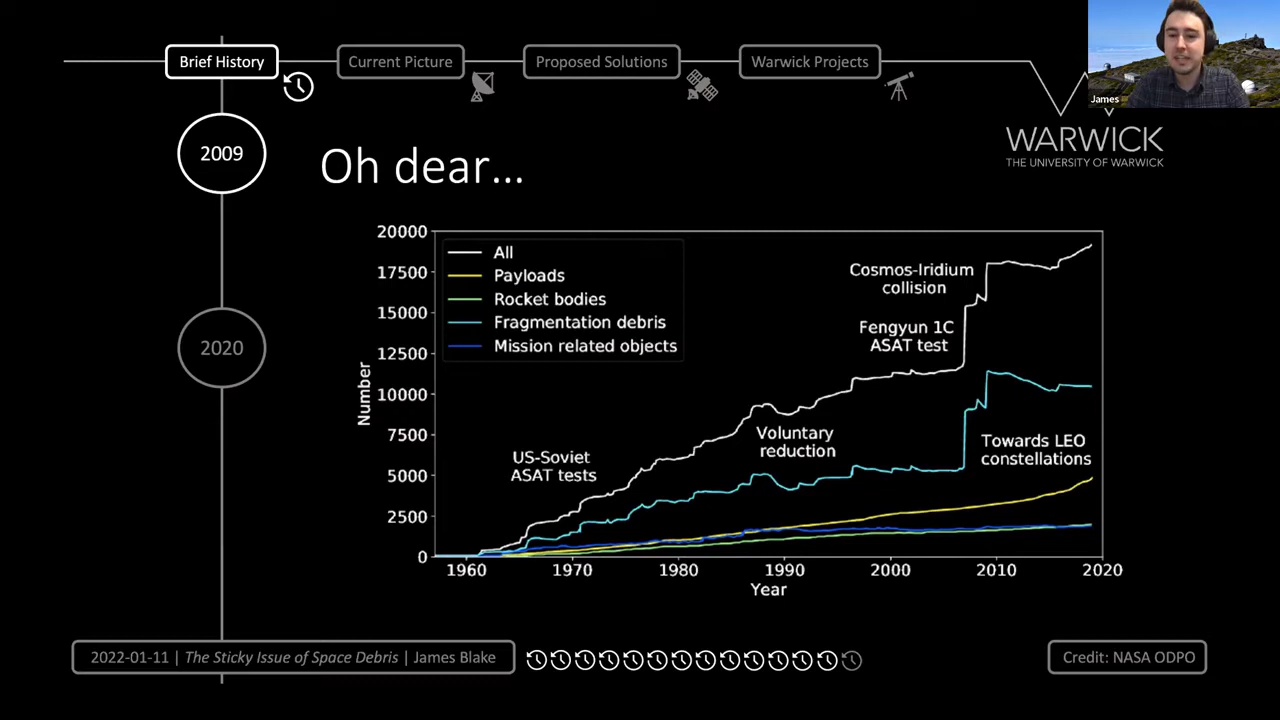 Brief History
Current Picture
Proposed Solutions
Warwick Projects
James
2009
Oh dear...
WARWICK
THE UNIVERSITY OF WARWICK
2020
20000
17500
15000
12500
10000
7500
5000
2500
0
Number
All
Payloads
Rocket bodies
Fragmentation debris
Mission related objects
Cosmos-Iridium
collision
Fengyun 1C
ASAT test
US-Soviet
ASAT tests
Voluntary
reduction
Towards LEO
constellations
1960
1970
1980
1990
2000
2010
2020
Year
2022-01-11 | The Sticky Issue of Space Debris | James Blake
Credit: NASA ODPO